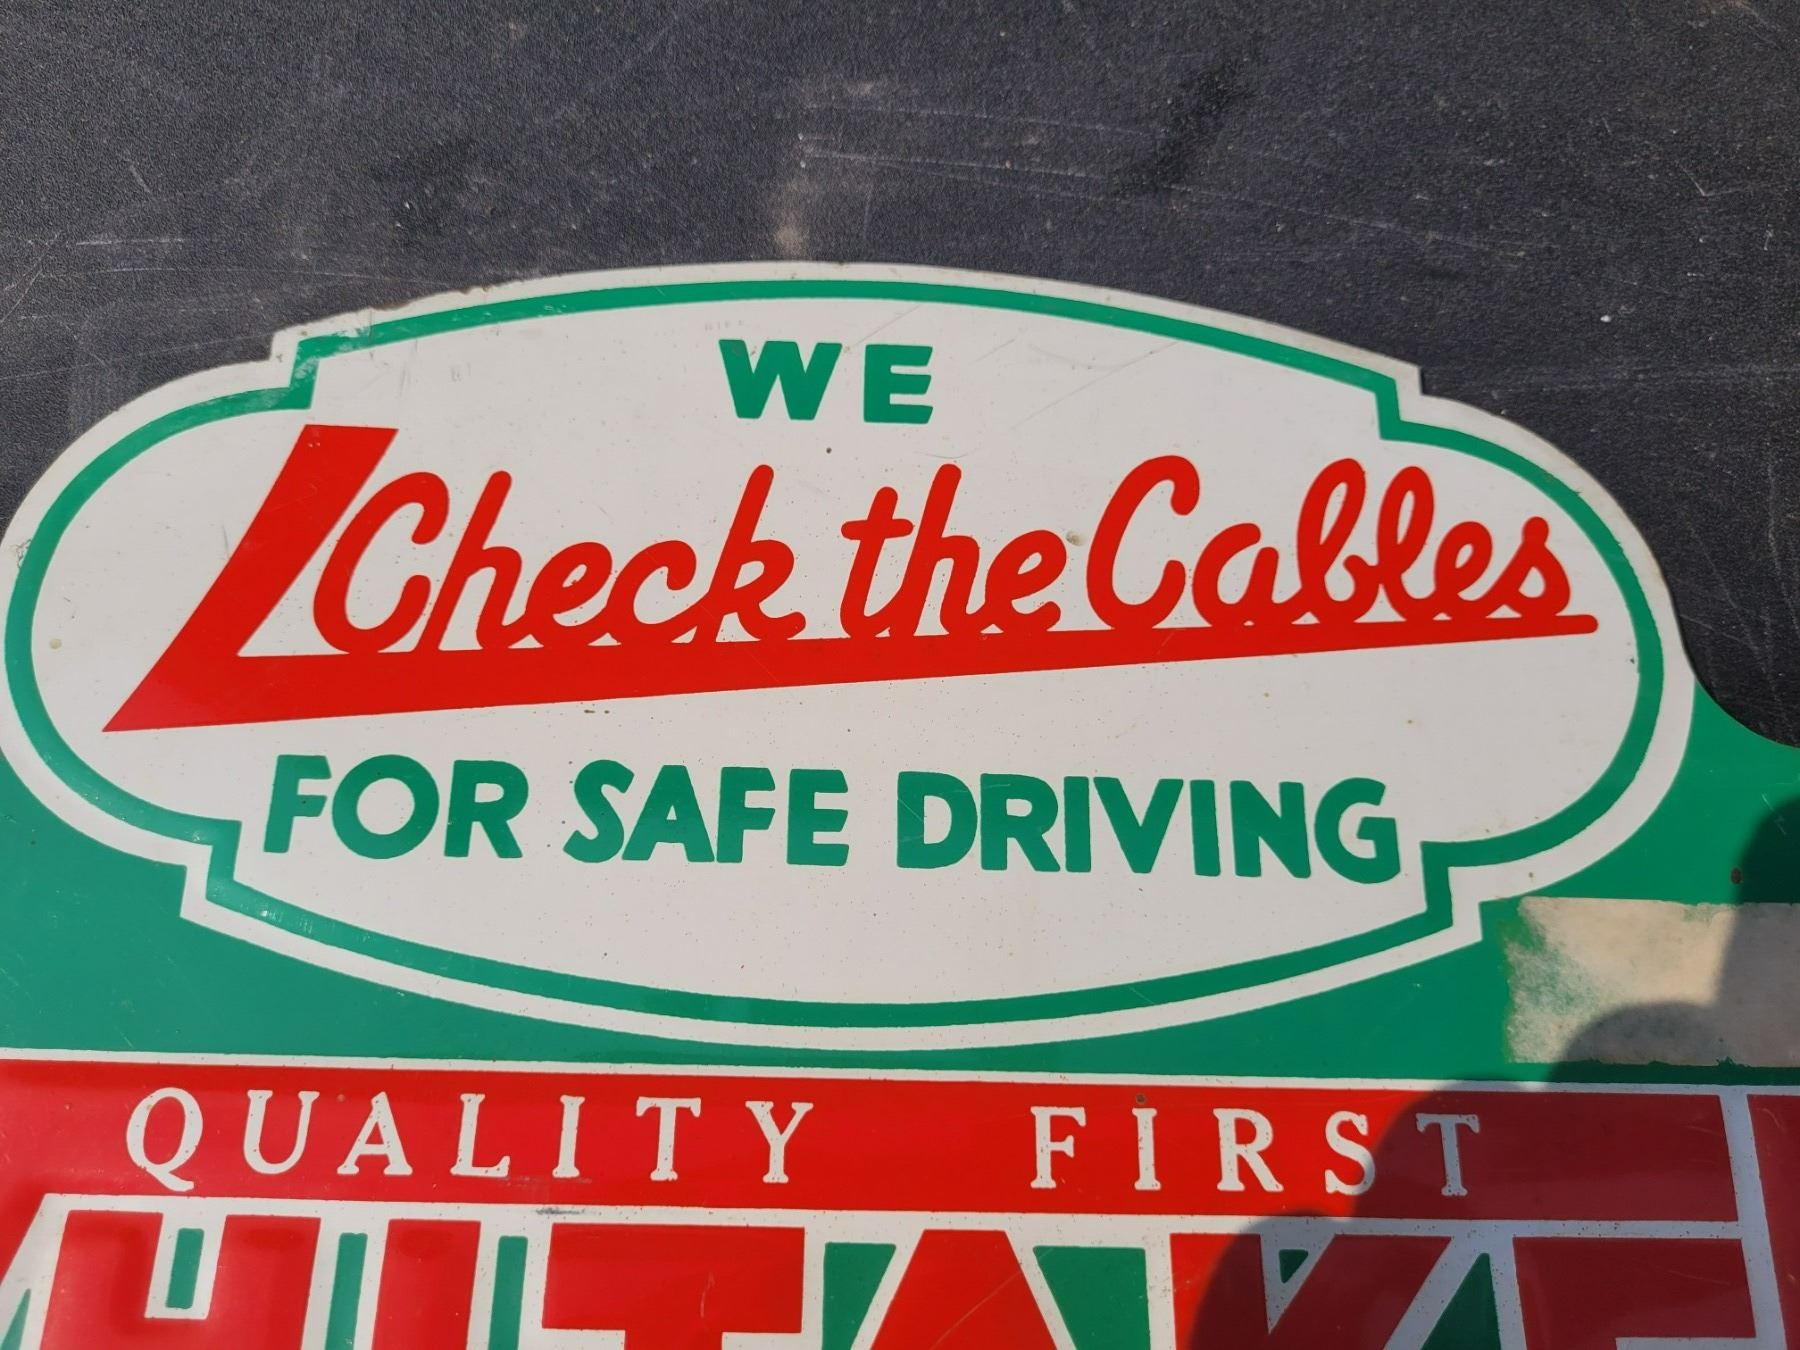 WE
Check the Cables
FOR SAFE DRIVING
QUALITY FIRST